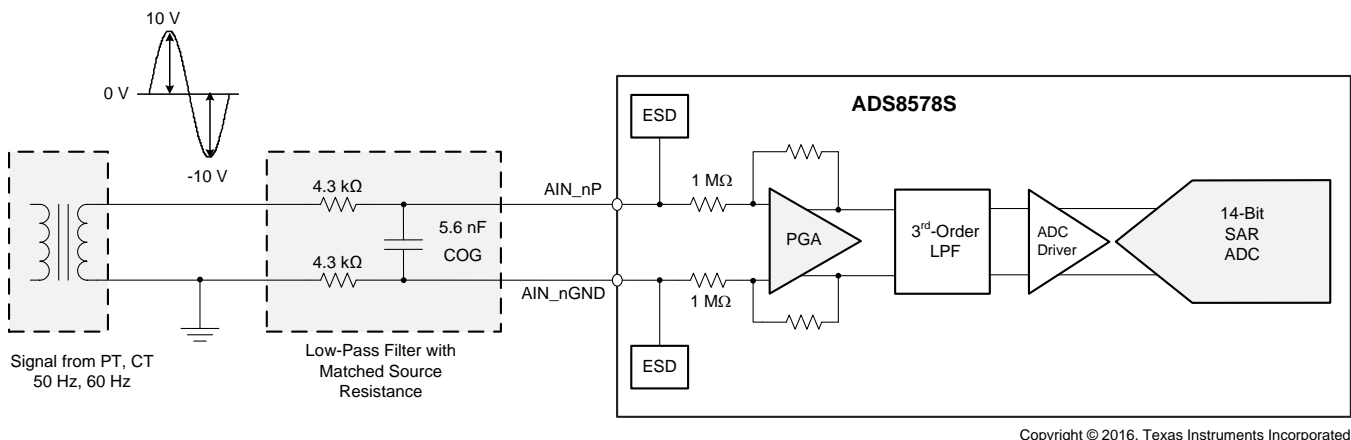 10 V
0 V
-10 V
Signal from PT, CT
50 Hz, 60 Hz
4.3 kΩ
5.6 nF
COG
4.3 kΩ
Low-Pass Filter with
Matched Source
Resistance
AIN_nP
AIN_nGND
ADS8578S
ESD
1 MΩ
PGA
1 MΩ
ESD
3rd-Order
LPF
ADC
Driver
14-Bit
SAR
ADC
Copyright © 2016, Texas Instruments Incorporated